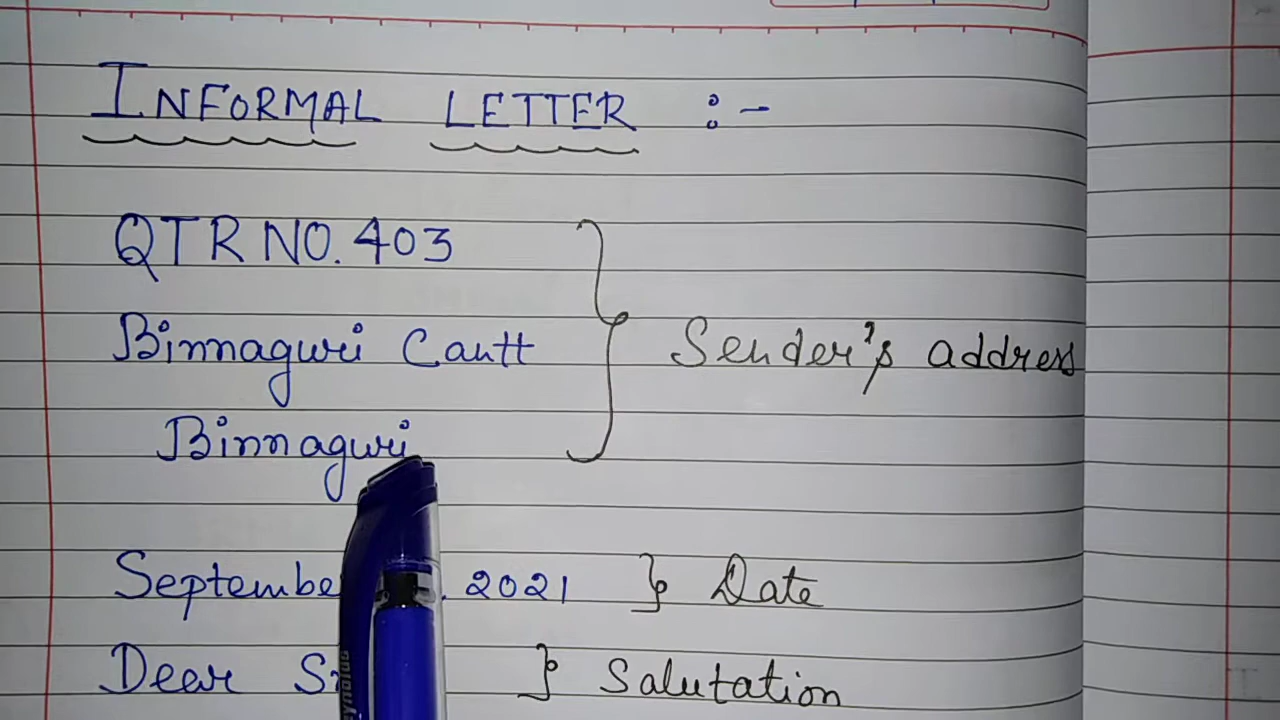 INFORMAL LETTER :-
QTR NO. 403
Binnaguri Cantt
Binnaguri
} Sender's address
2021 } Date
Dear } Salutation